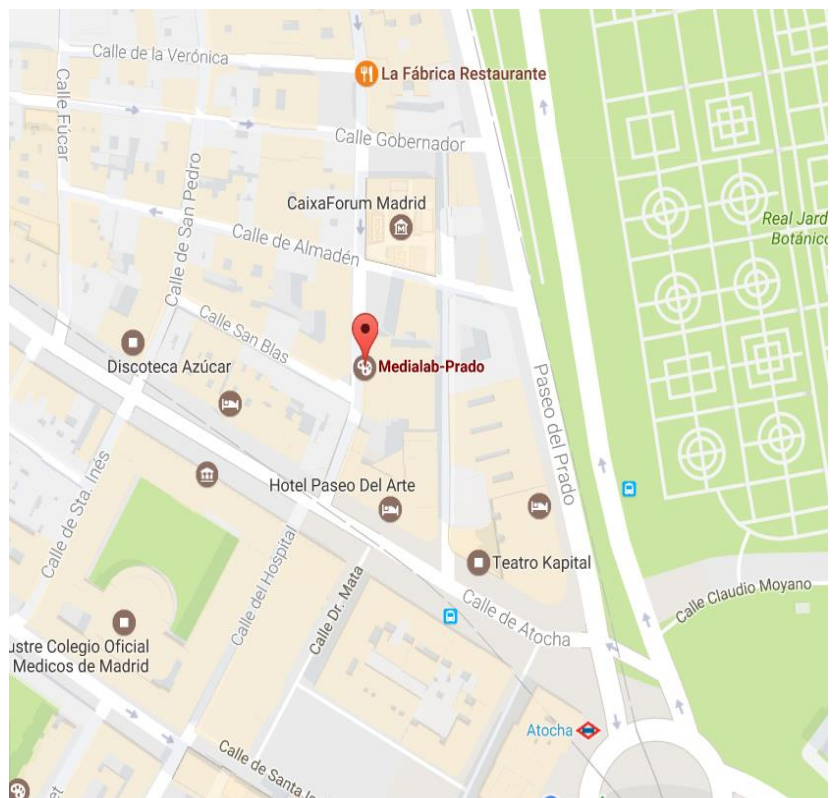 Calle de la Verónica
La Fábrica Restaurante
Calle Fúcar
Calle Gobernador
Calle de San Pedro
CaixaForum Madrid
Real Jard
Botánico
Calle de Almadén
Calle San Blas
Discoteca Azúcar
Medialab-Prado
Paseo del Prado
Calle de Sta. Inés
Hotel Paseo Del Arte
Calle del Hospital
Teatro Kapital
Calle Dr. Mata
Calle Claudio Moyano
Calle de Atocha
ustre Colegio Oficial
Medicos de Madrid
Atocha
Calle de Santa Is
et